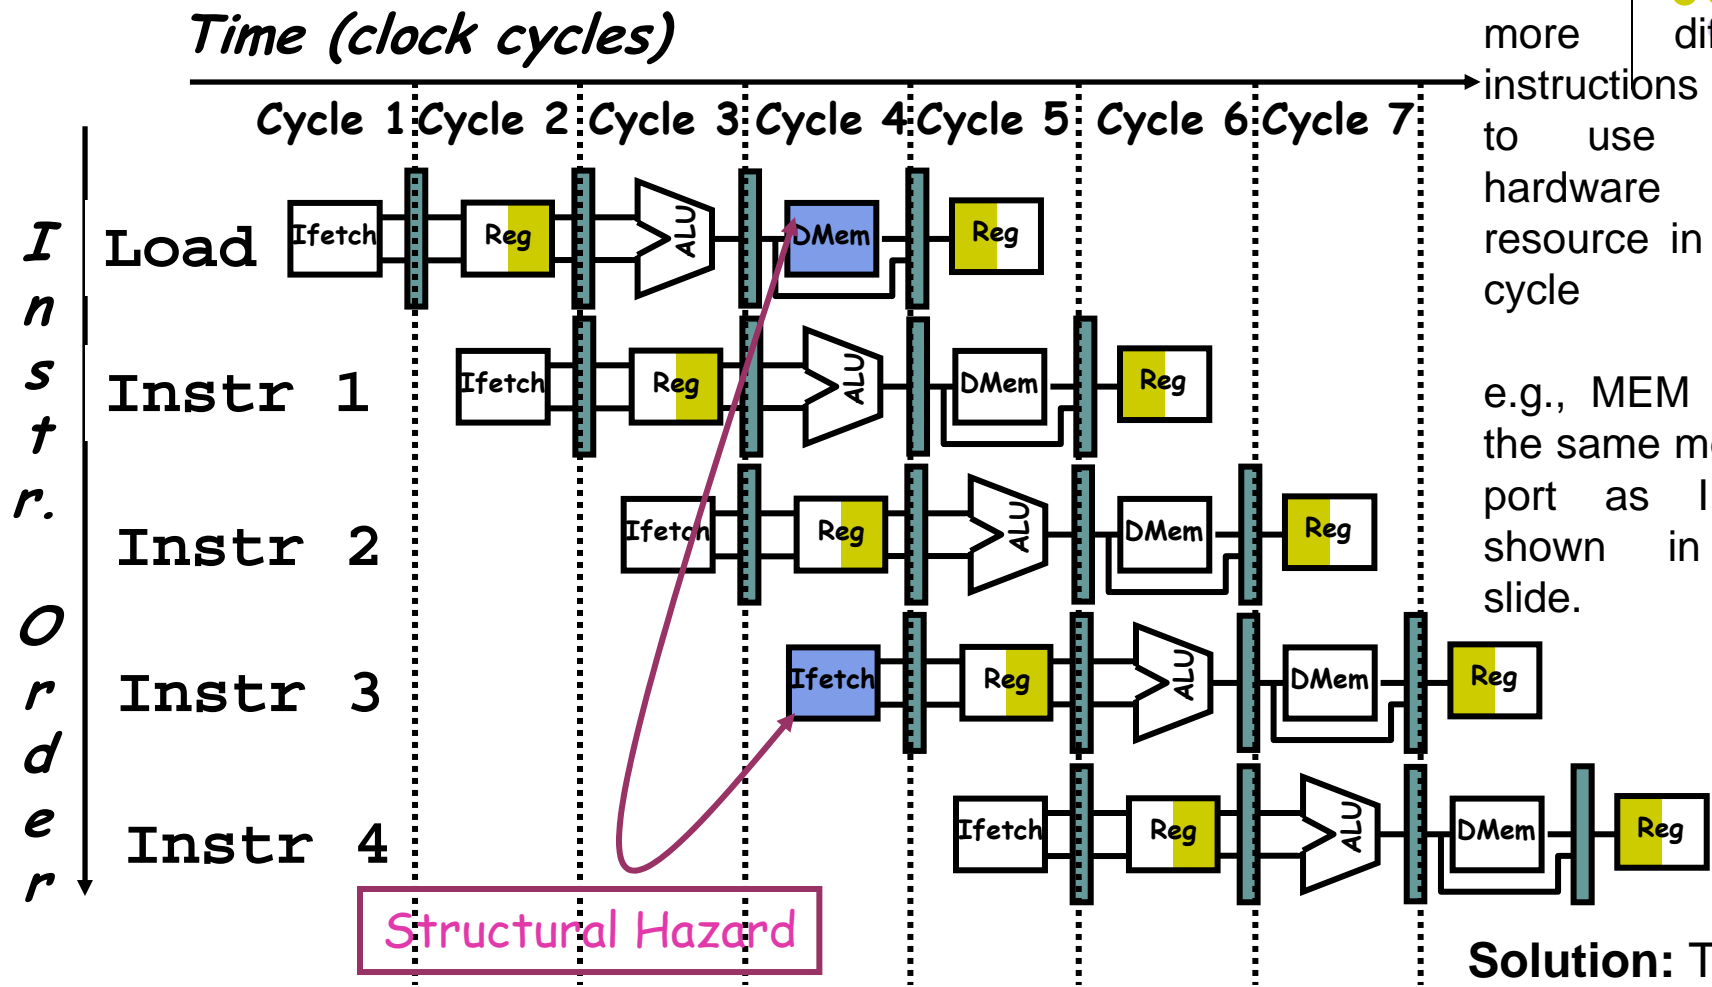 Time (clock cycles)
Cycle 1 Cycle 2 Cycle 3 Cycle 4 Cycle 5 Cycle 6 Cycle 7
Instr. Order
Load Ifetch Reg ALU DMem Reg
Instr 1 Ifetch Reg ALU DMem Reg
Instr 2 Ifetch Reg ALU DMem Reg
Instr 3 Ifetch Reg ALU DMem Reg
Instr 4 Ifetch Reg ALU DMem Reg
Structural Hazard
more
instructions
to use
hardware
resource in
cycle
e.g., MEM
the same
port as
shown in
slide.
Solution: